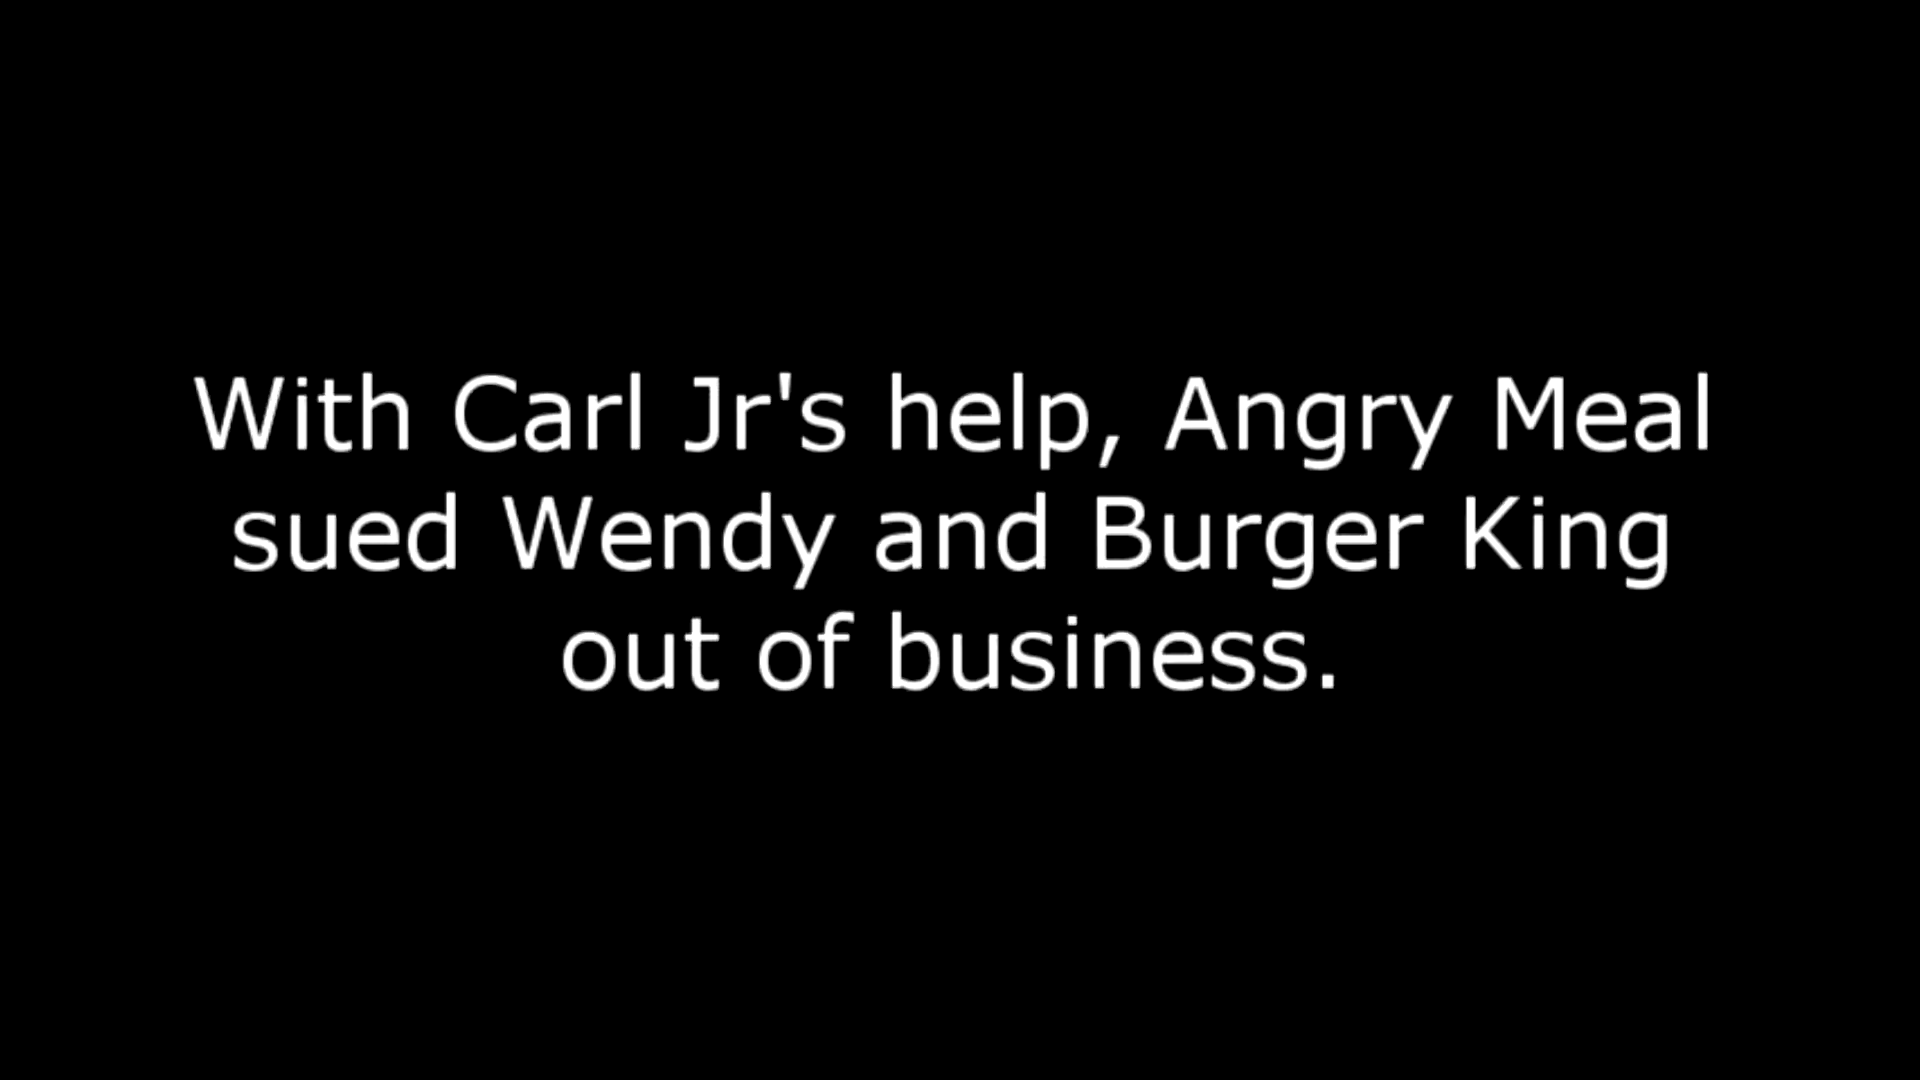 With Carl Jr's help, Angry Meal
sued Wendy and Burger King
out of business.